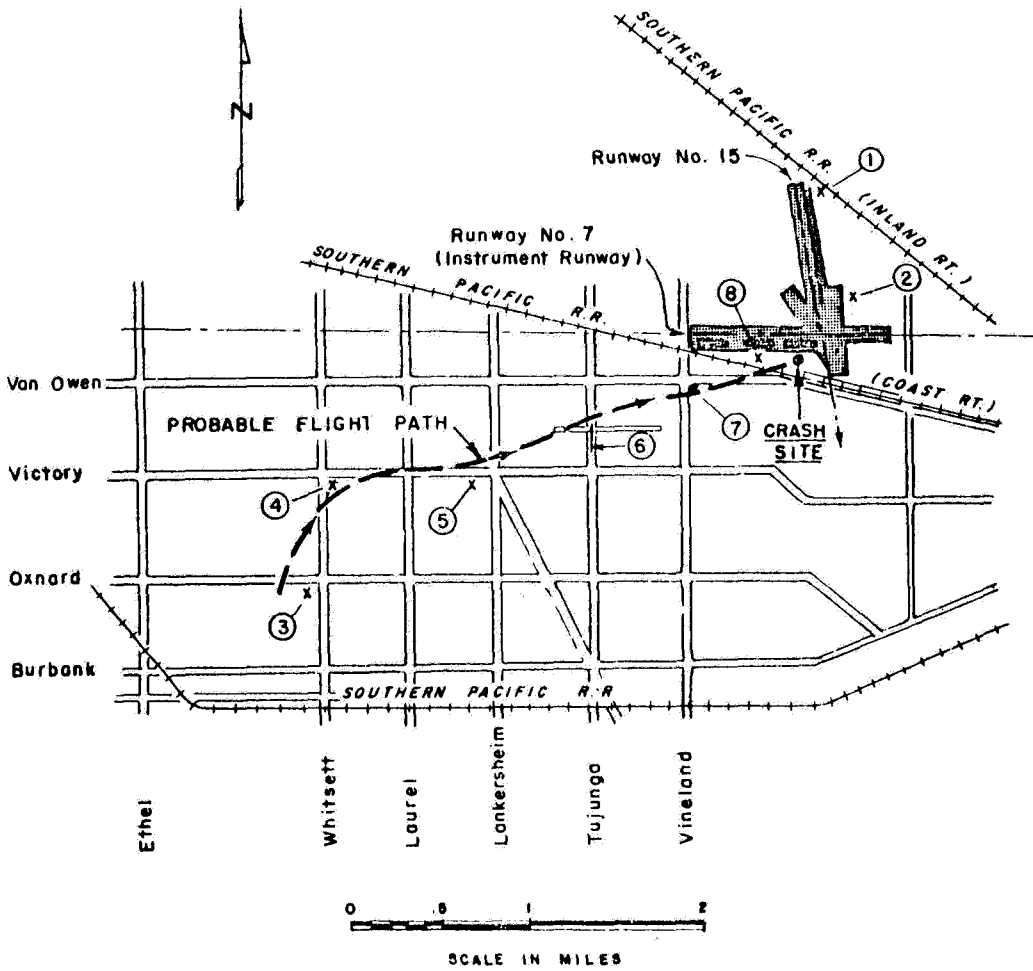 SOUTHERN PACIFIC R.R. (INLAND RT.)
N
Runway No. 15
1
Runway No. 7
(Instrument Runway)
SOUTHERN PACIFIC R.R.
2
8
Van Owen
(COAST RT.)
PROBABLE FLIGHT PATH
7
CRASH
SITE
6
Victory
4
5
Oxnard
3
Burbank
SOUTHERN PACIFIC R.R
Ethel
Whitsett
Laurel
Lankersheim
Tujunga
Vineland
0 .5 1 2
SCALE IN MILES